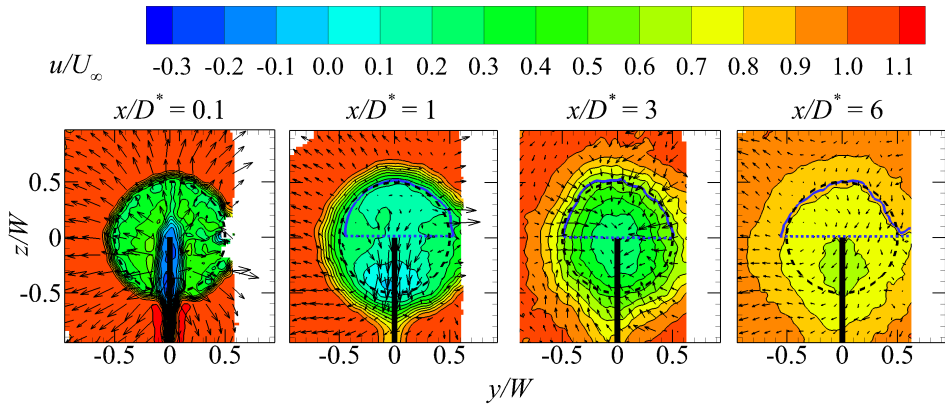 u/U∞ -0.3 -0.2 -0.1 0.0 0.1 0.2 0.3 0.4 0.5 0.6 0.7 0.8 0.9 1.0 1.1
x/D* = 0.1 x/D* = 1 x/D* = 3 x/D* = 6
0.5
z/W 0
-0.5
-0.5 0 0.5 -0.5 0 0.5 -0.5 0 0.5 -0.5 0 0.5
y/W